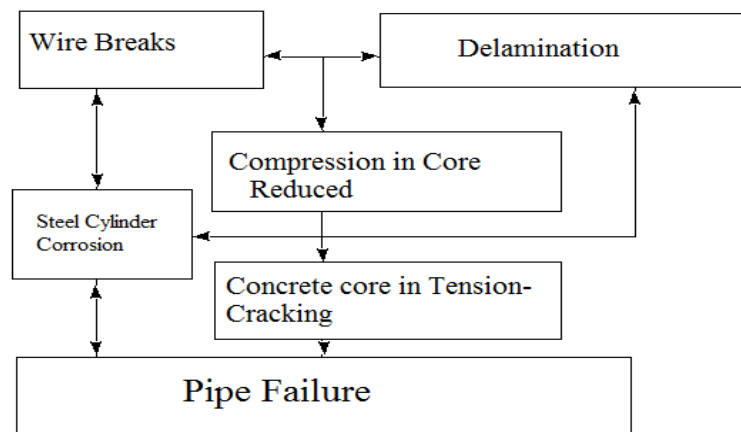 Wire Breaks
Delamination
Compression in Core
Reduced
Steel Cylinder
Corrosion
Concrete core in Tension-
Cracking
Pipe Failure